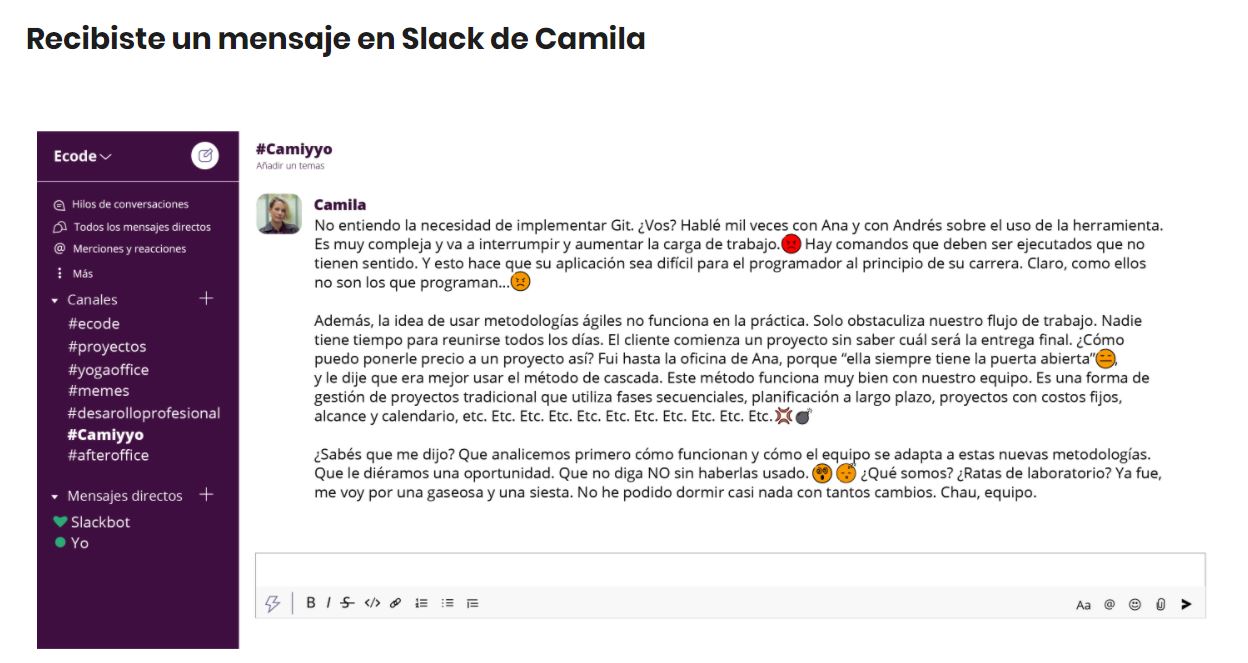 Recibiste un mensaje en Slack de Camila
Ecode
Hilos de conversaciones
Todos los mensajes directos
@ Merciones y reacciones
Más
Canales +
#ecode
#proyectos
#yogaoffice
#memes
#desarolloprofesional
#Camiyyo
#afteroffice
Mensajes directos +
Slackbot
Yo
#Camiyyo
Añadir un temas
Camila
No entiendo la necesidad de implementar Git. ¿Vos? Hablé mil veces con Ana y con Andrés sobre el uso de la herramienta.
Es muy compleja y va a interrumpir y aumentar la carga de trabajo. Hay comandos que deben ser ejecutados que no
tienen sentido. Y esto hace que su aplicación sea difícil para el programador al principio de su carrera. Claro, como ellos
no son los que programan...
Además, la idea de usar metodologías ágiles no funciona en la práctica. Solo obstaculiza nuestro flujo de trabajo. Nadie
tiene tiempo para reunirse todos los días. El cliente comienza un proyecto sin saber cuál será la entrega final. ¿Cómo
puedo ponerle precio a un proyecto así? Fui hasta la oficina de Ana, porque “ella siempre tiene la puerta abierta”,
y le dije que era mejor usar el método de cascada. Este método funciona muy bien con nuestro equipo. Es una forma de
gestión de proyectos tradicional que utiliza fases secuenciales, planificación a largo plazo, proyectos con costos fijos,
alcance y calendario, etc. Etc. Etc. Etc. Etc. Etc. Etc. Etc. Etc. Etc. Etc.
¿Sabés que me dijo? Que analicemos primero cómo funcionan y cómo el equipo se adapta a estas nuevas metodologías.
Que le diéramos una oportunidad. Que no diga NO sin haberlas usado. ¿Qué somos? ¿Ratas de laboratorio? Ya fue,
me voy por una gaseosa y una siesta. No he podido dormir casi nada con tantos cambios. Chau, equipo.
B I S </> Aa @